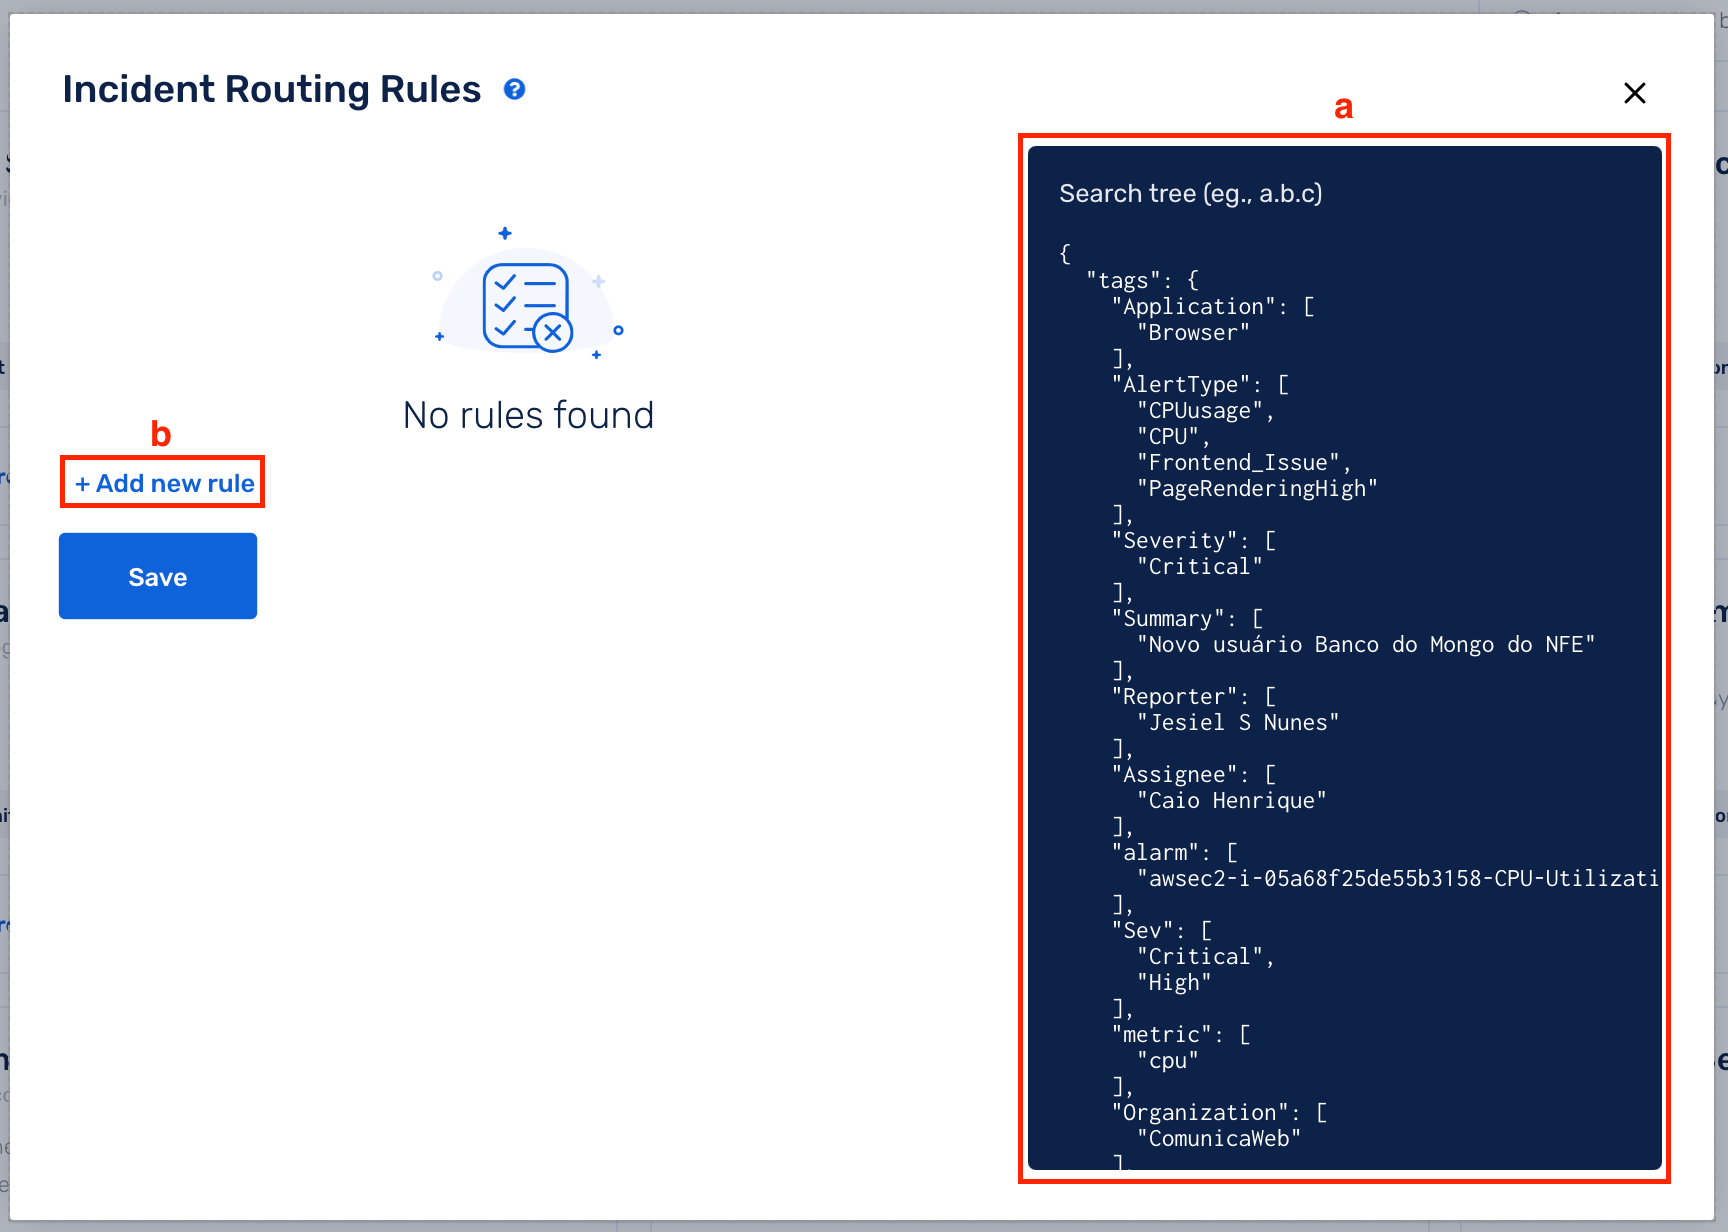 Incident Routing Rules
?
a
No rules found
b
+ Add new rule
Save
Search tree (eg., a.b.c)
{
"tags": {
"Application": [
"Browser"
],
"AlertType": [
"CPUusage",
"CPU",
"Frontend_Issue",
"PageRenderingHigh"
],
"Severity": [
"Critical"
],
"Summary": [
"Novo usuário Banco do Mongo do NFE"
],
"Reporter": [
"Jesiel S Nunes"
],
"Assignee": [
"Caio Henrique"
],
"alarm": [
"awsec2-i-05a68f25de55b3158-CPU-Utilizati
],
"Sev": [
"Critical",
"High"
],
"metric": [
"cpu"
],
"Organization": [
"ComunicaWeb"
],